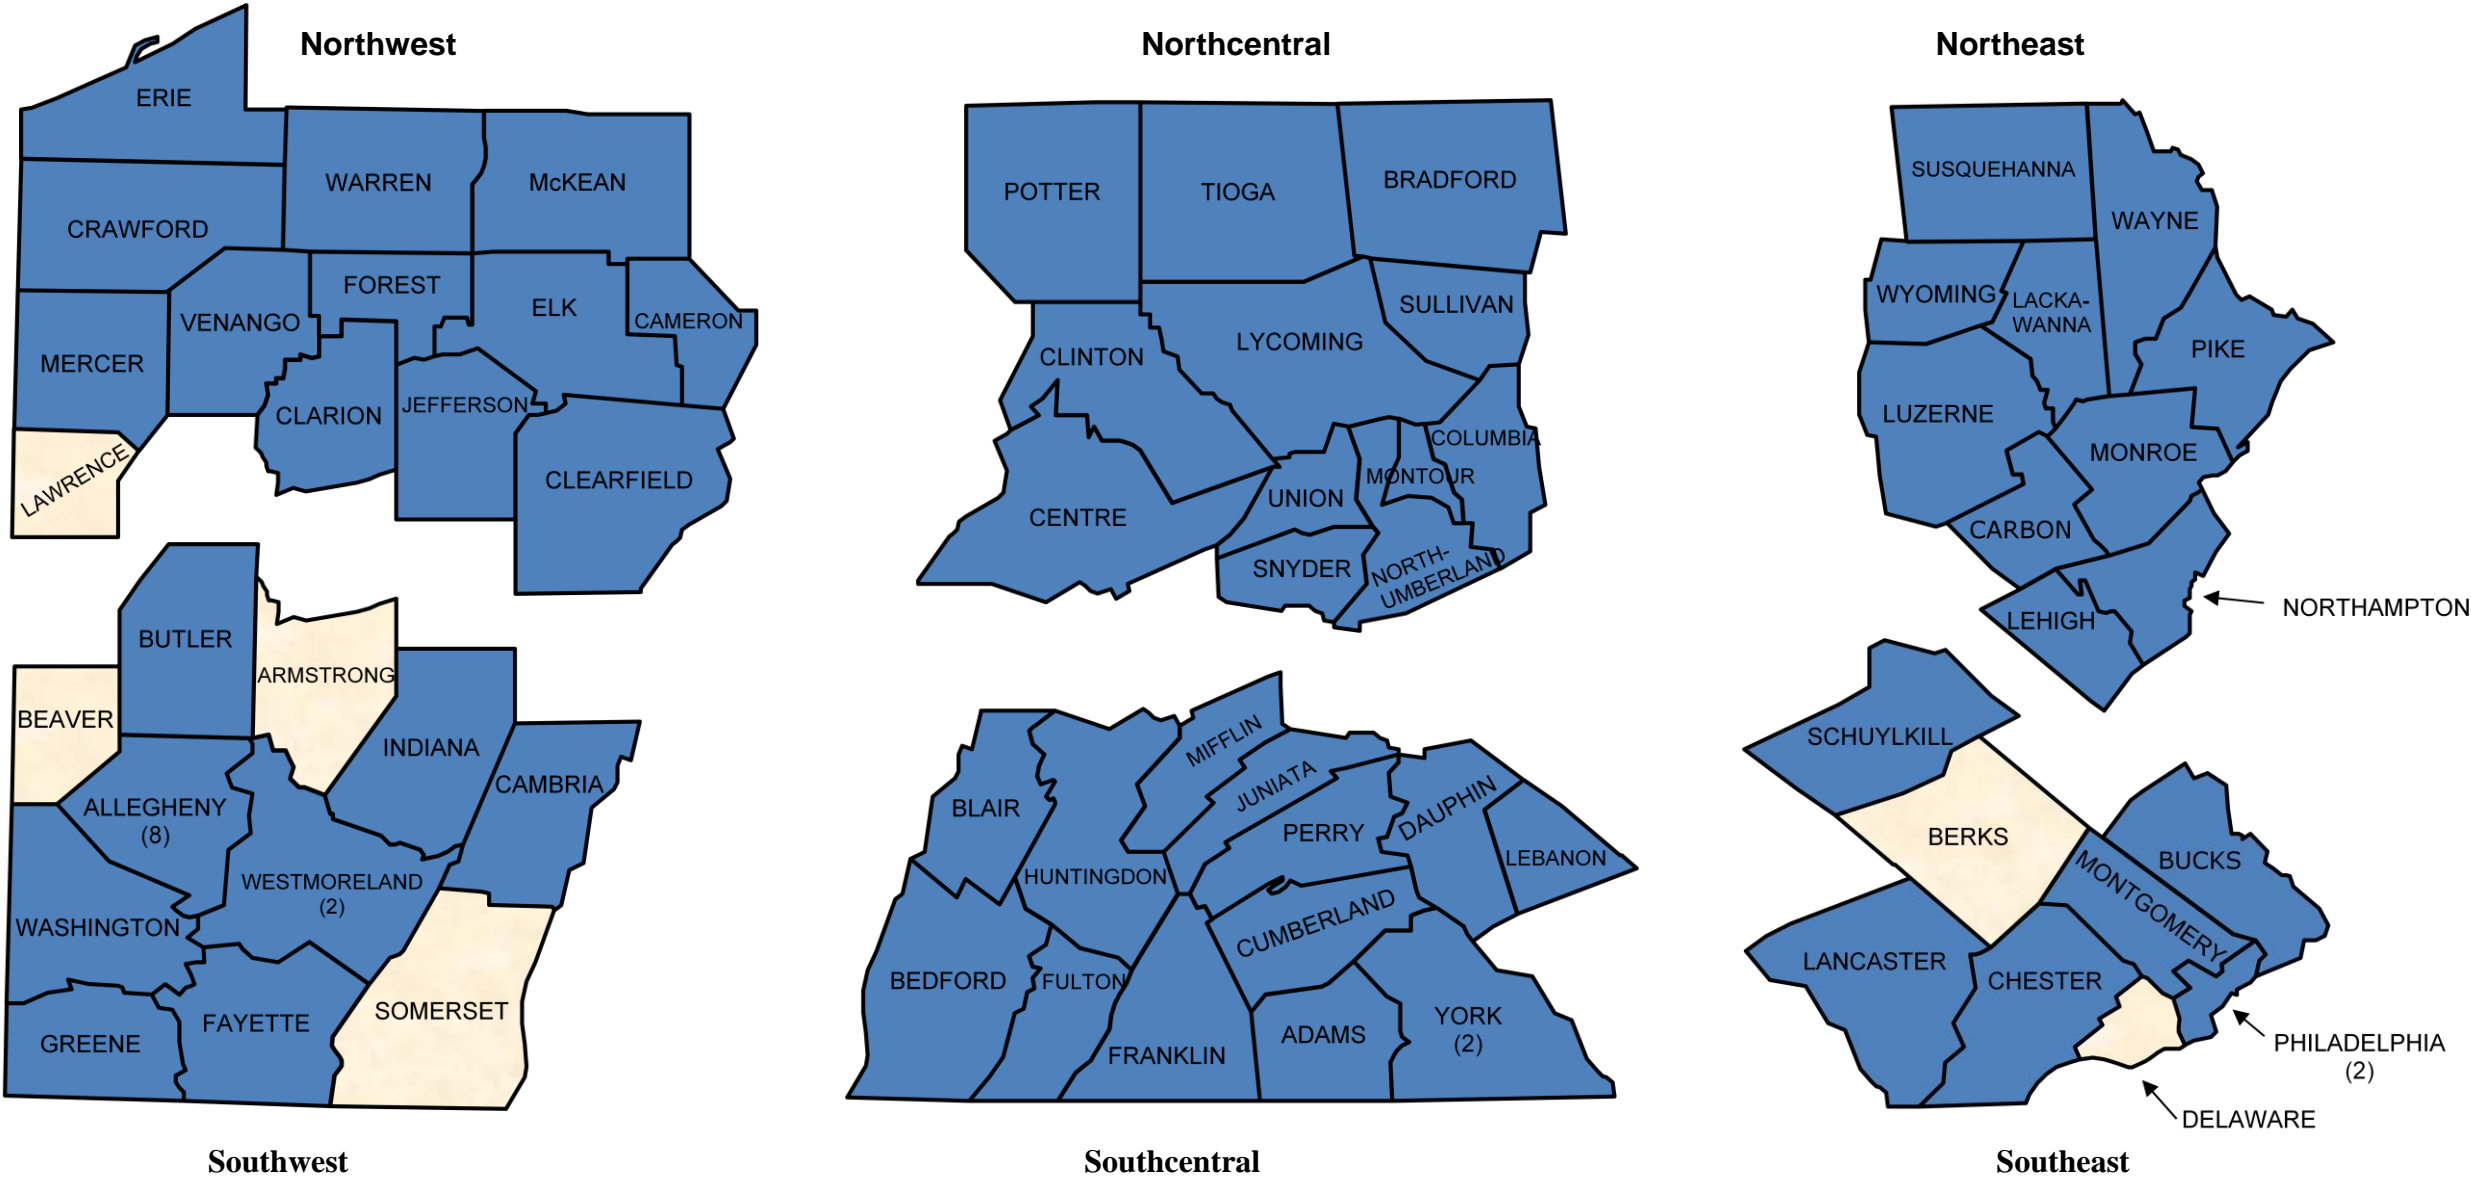 Northwest
Northcentral
Northeast
ERIE
WARREN
McKEAN
CRAWFORD
FOREST
ELK
VENANGO
CAMERON
MERCER
JEFFERSON
CLARION
LAWRENCE
CLEARFIELD
POTTER
TIOGA
BRADFORD
SULLIVAN
LYCOMING
CLINTON
COLUMBIA
MONTOUR
UNION
CENTRE
SNYDER
NORTH-
UMBERLAND
SUSQUEHANNA
WAYNE
WYOMING
LACKA-
WANNA
PIKE
LUZERNE
MONROE
CARBON
NORTHAMPTON
LEHIGH
BUTLER
ARMSTRONG
BEAVER
INDIANA
CAMBRIA
ALLEGHENY
(8)
WESTMORELAND
(2)
WASHINGTON
SOMERSET
FAYETTE
GREENE
MIFFLIN
JUNIATA
BLAIR
DAUPHIN
PERRY
LEBANON
HUNTINGDON
CUMBERLAND
BEDFORD
FULTON
YORK
(2)
ADAMS
FRANKLIN
SCHUYLKILL
BERKS
BUCKS
MONTGOMERY
LANCASTER
CHESTER
PHILADELPHIA
(2)
DELAWARE
Southwest
Southcentral
Southeast